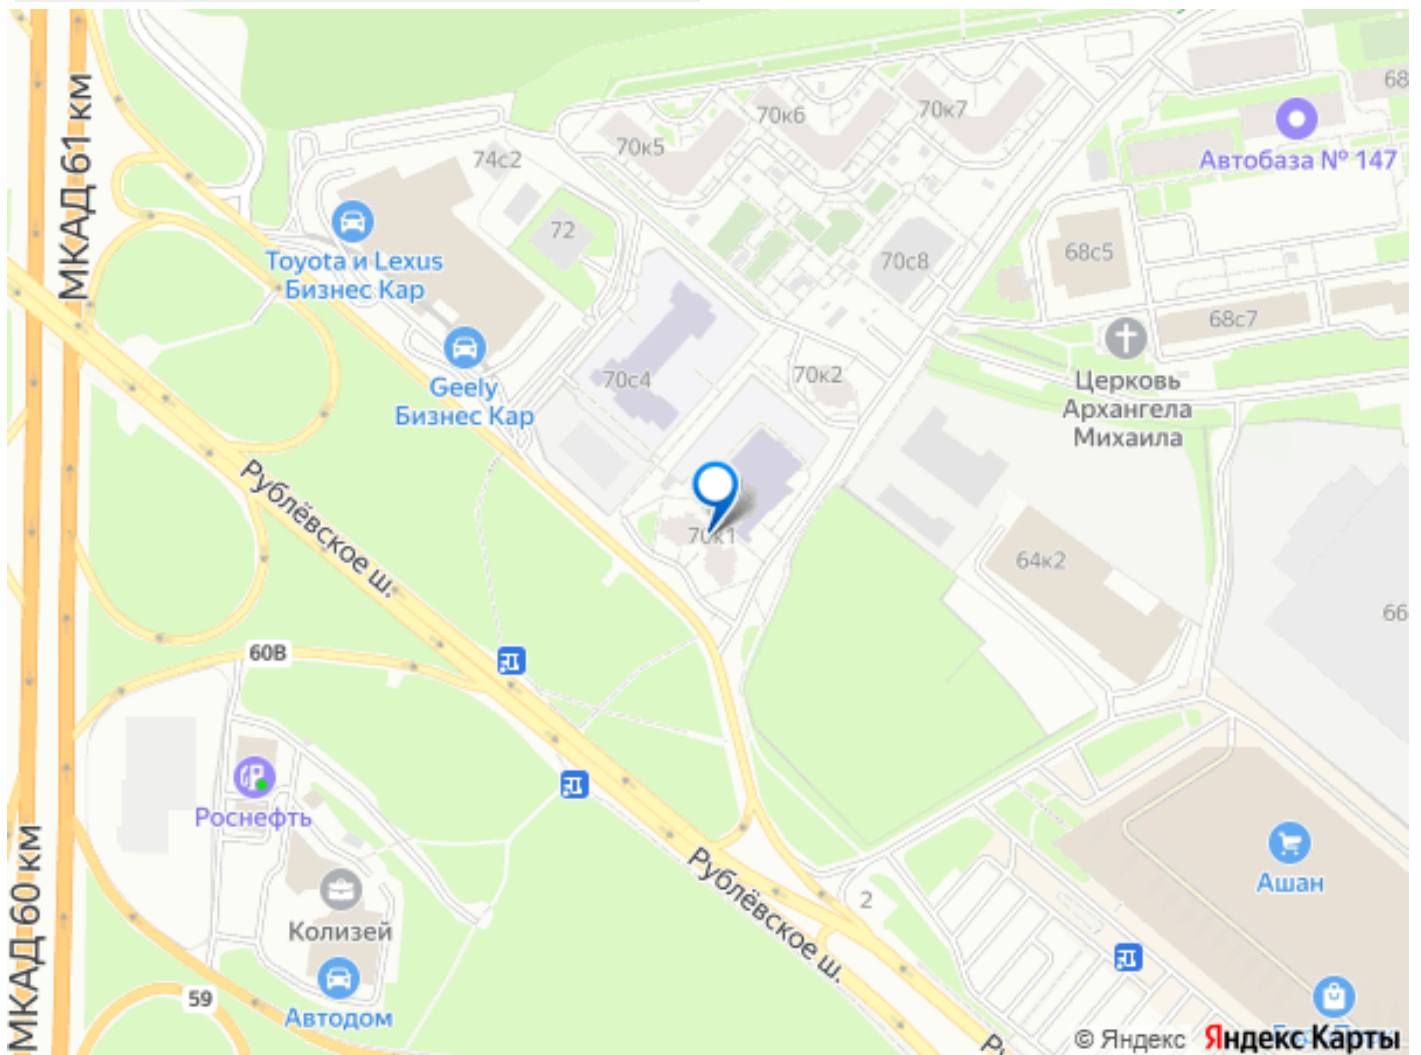 МКАД 61 км
70к5
70к6
70к7
68
Автобаза № 147
74с2
72
Toyota и Lexus
Бизнес Кар
70с8
68с5
68с7
Geely
Бизнес Кар
70с4
70к2
Церковь
Архангела
Михаила
Рублёвское ш.
70к1
64к2
66
60В
Роснефть
МКАД 60 км
Колизей
Рублёвское ш.
2
Ашан
59
Автодом
© Яндекс
Яндекс Карты